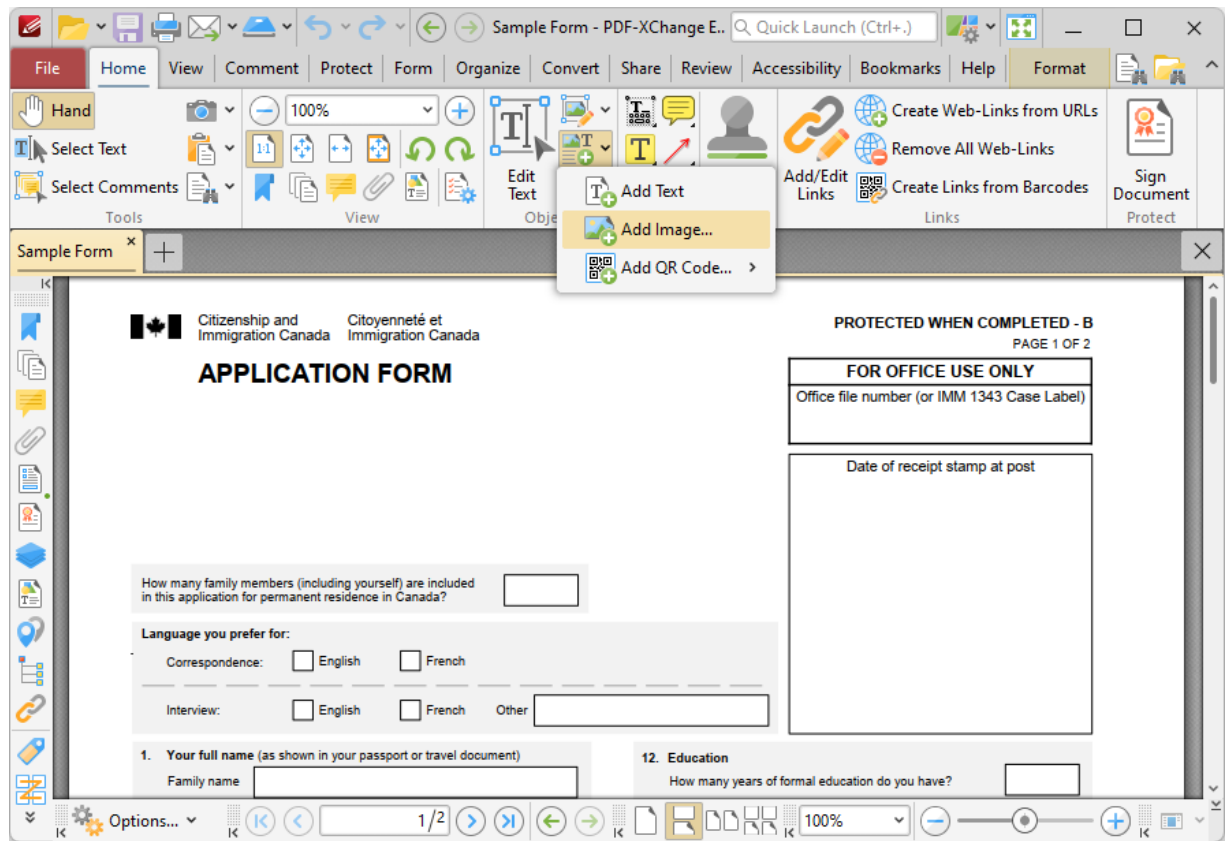 Sample Form - PDF-XChange E..
Quick Launch (Ctrl+.)
File Home View Comment Protect Form Organize Convert Share Review Accessibility Bookmarks Help Format
Hand
Select Text
Select Comments
Tools
100%
1:1
View
Edit
Text
Obje
Add Text
Add Image...
Add QR Code...
Add/Edit
Links
Create Web-Links from URLs
Remove All Web-Links
Create Links from Barcodes
Links
Sign
Document
Protect
Sample Form
Citizenship and
Immigration Canada
Citoyenneté et
Immigration Canada
APPLICATION FORM
PROTECTED WHEN COMPLETED - B
PAGE 1 OF 2
FOR OFFICE USE ONLY
Office file number (or IMM 1343 Case Label)
Date of receipt stamp at post
How many family members (including yourself) are included
in this application for permanent residence in Canada?
Language you prefer for:
Correspondence: English French
Interview: English French Other
1. Your full name (as shown in your passport or travel document)
Family name
12. Education
How many years of formal education do you have?
Options...
1/2
100%